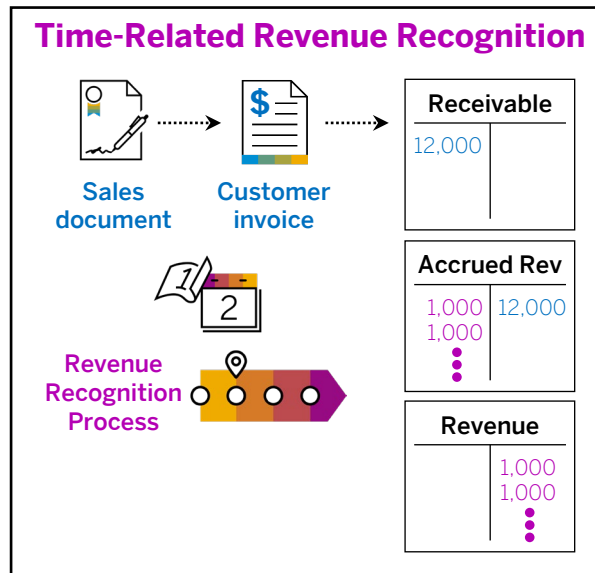 Time-Related Revenue Recognition
$
Sales
document
Customer
invoice
Receivable
12,000
1
2
Revenue
Recognition
Process
Accrued Rev
1,000 12,000
1,000
Revenue
1,000
1,000